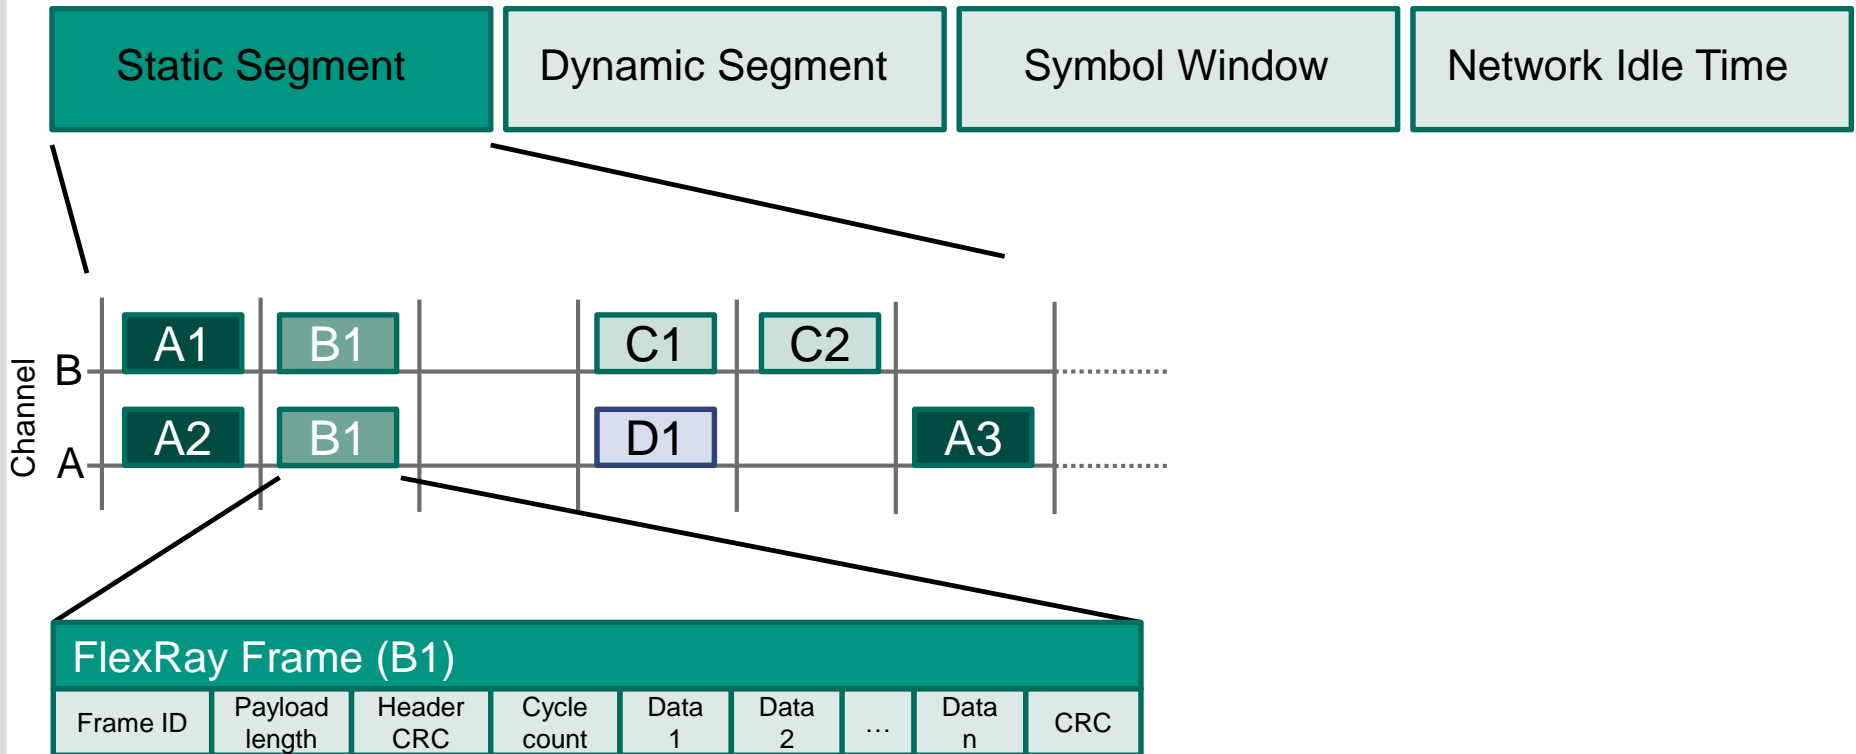 Static Segment
Dynamic Segment
Symbol Window
Network Idle Time
Channel
B
A1
B1
C1
C2
A
A2
B1
D1
A3
FlexRay Frame (B1)
Frame ID
Payload
length
Header
CRC
Cycle
count
Data
1
Data
2
…
Data
n
CRC